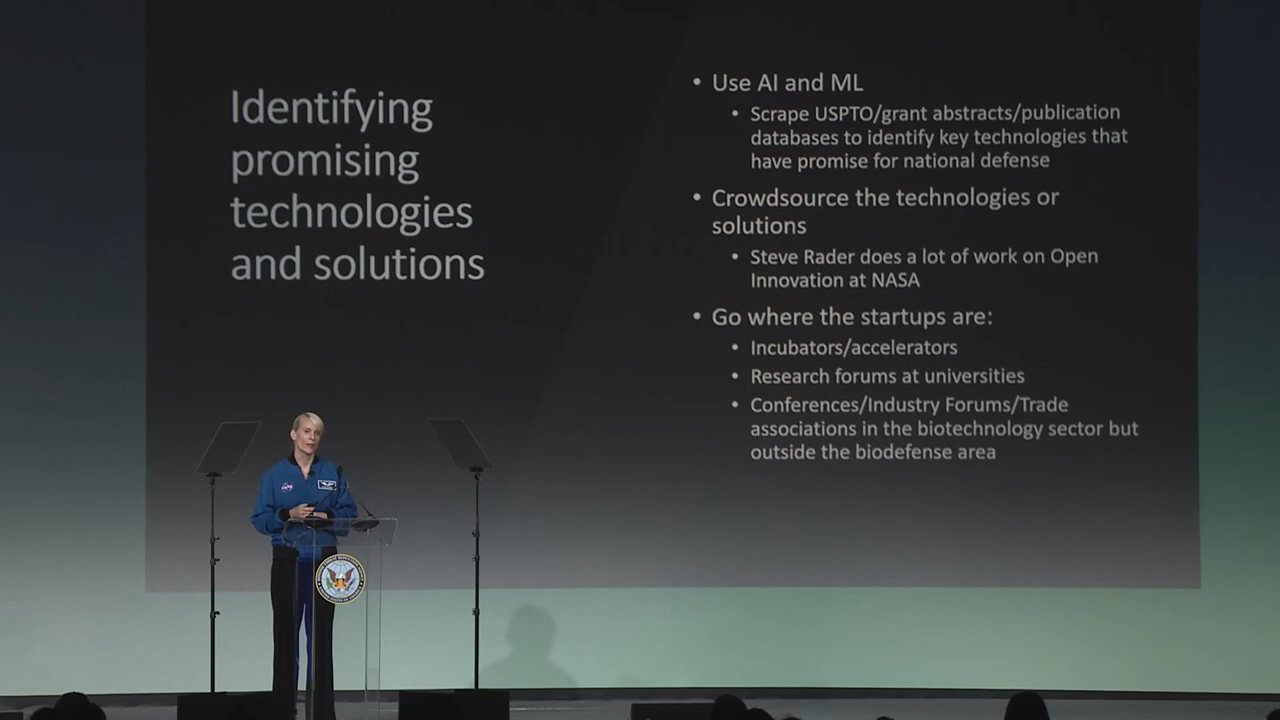 Identifying
promising
technologies
and solutions
• Use AI and ML
• Scrape USPTO/grant abstracts/publication
databases to identify key technologies that
have promise for national defense
• Crowdsource the technologies or
solutions
• Steve Rader does a lot of work on Open
Innovation at NASA
• Go where the startups are:
• Incubators/accelerators
• Research forums at universities
• Conferences/Industry Forums/Trade
associations in the biotechnology sector but
outside the biodefense area
NASA